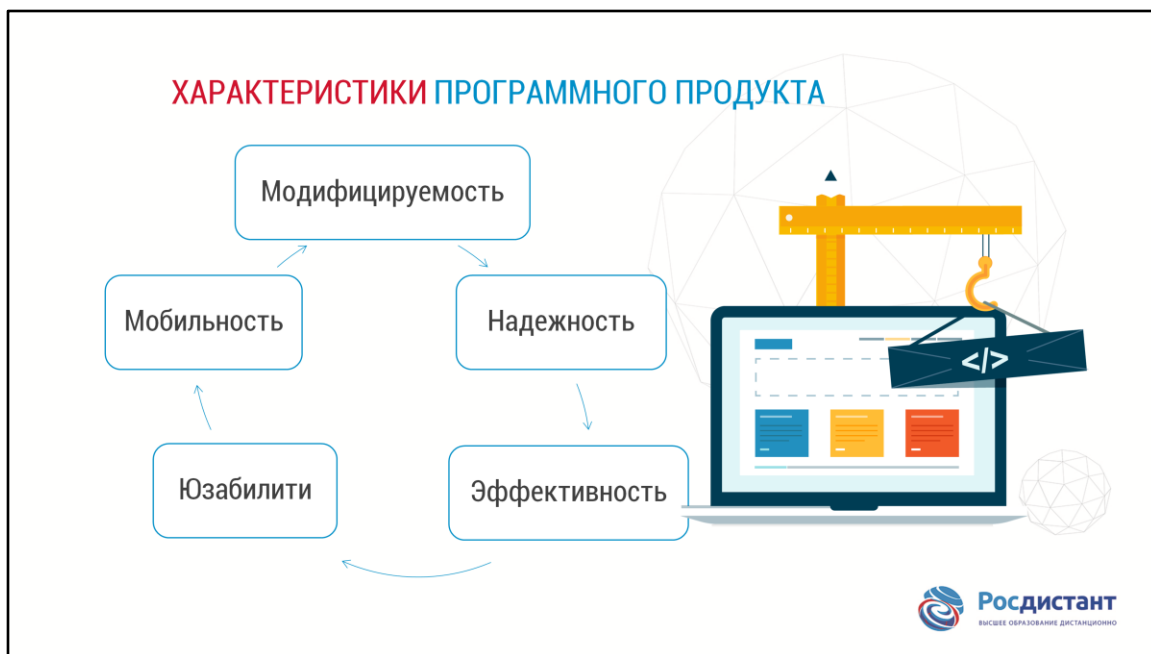 ХАРАКТЕРИСТИКИ ПРОГРАММНОГО ПРОДУКТА
Модифицируемость
Мобильность
Надежность
Юзабилити
Эффективность
</>
Росдистант
ВЫСШЕЕ ОБРАЗОВАНИЕ ДИСТАНЦИОННО